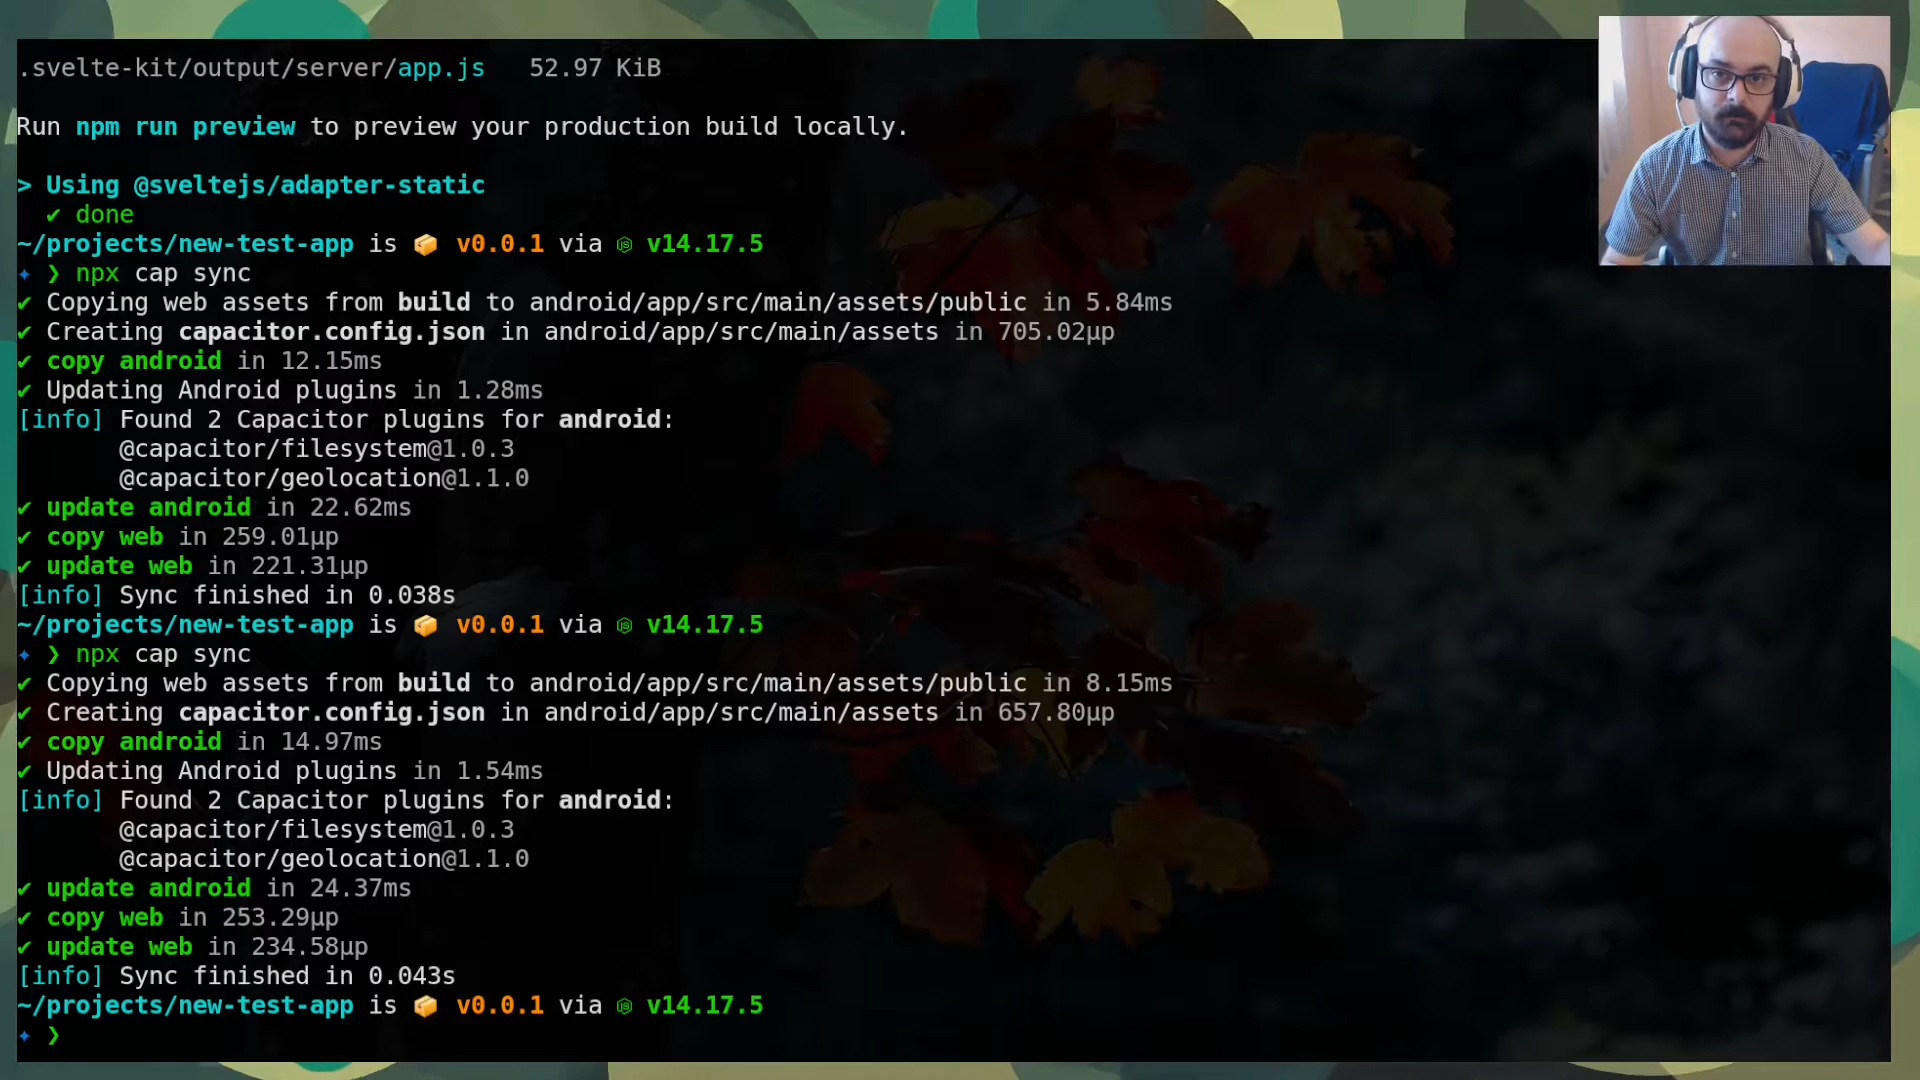 .svelte-kit/output/server/app.js 52.97 KiB
Run npm run preview to preview your production build locally.
> Using @sveltejs/adapter-static
✔ done
~/projects/new-test-app is 📦 v0.0.1 via v14.17.5
✦ ❯ npx cap sync
✔ Copying web assets from build to android/app/src/main/assets/public in 5.84ms
✔ Creating capacitor.config.json in android/app/src/main/assets in 705.02μp
✔ copy android in 12.15ms
✔ Updating Android plugins in 1.28ms
[info] Found 2 Capacitor plugins for android:
@capacitor/filesystem@1.0.3
@capacitor/geolocation@1.1.0
✔ update android in 22.62ms
✔ copy web in 259.01μp
✔ update web in 221.31μp
[info] Sync finished in 0.038s
~/projects/new-test-app is 📦 v0.0.1 via v14.17.5
✦ ❯ npx cap sync
✔ Copying web assets from build to android/app/src/main/assets/public in 8.15ms
✔ Creating capacitor.config.json in android/app/src/main/assets in 657.80μp
✔ copy android in 14.97ms
✔ Updating Android plugins in 1.54ms
[info] Found 2 Capacitor plugins for android:
@capacitor/filesystem@1.0.3
@capacitor/geolocation@1.1.0
✔ update android in 24.37ms
✔ copy web in 253.29μp
✔ update web in 234.58μp
[info] Sync finished in 0.043s
~/projects/new-test-app is 📦 v0.0.1 via v14.17.5
✦ ❯